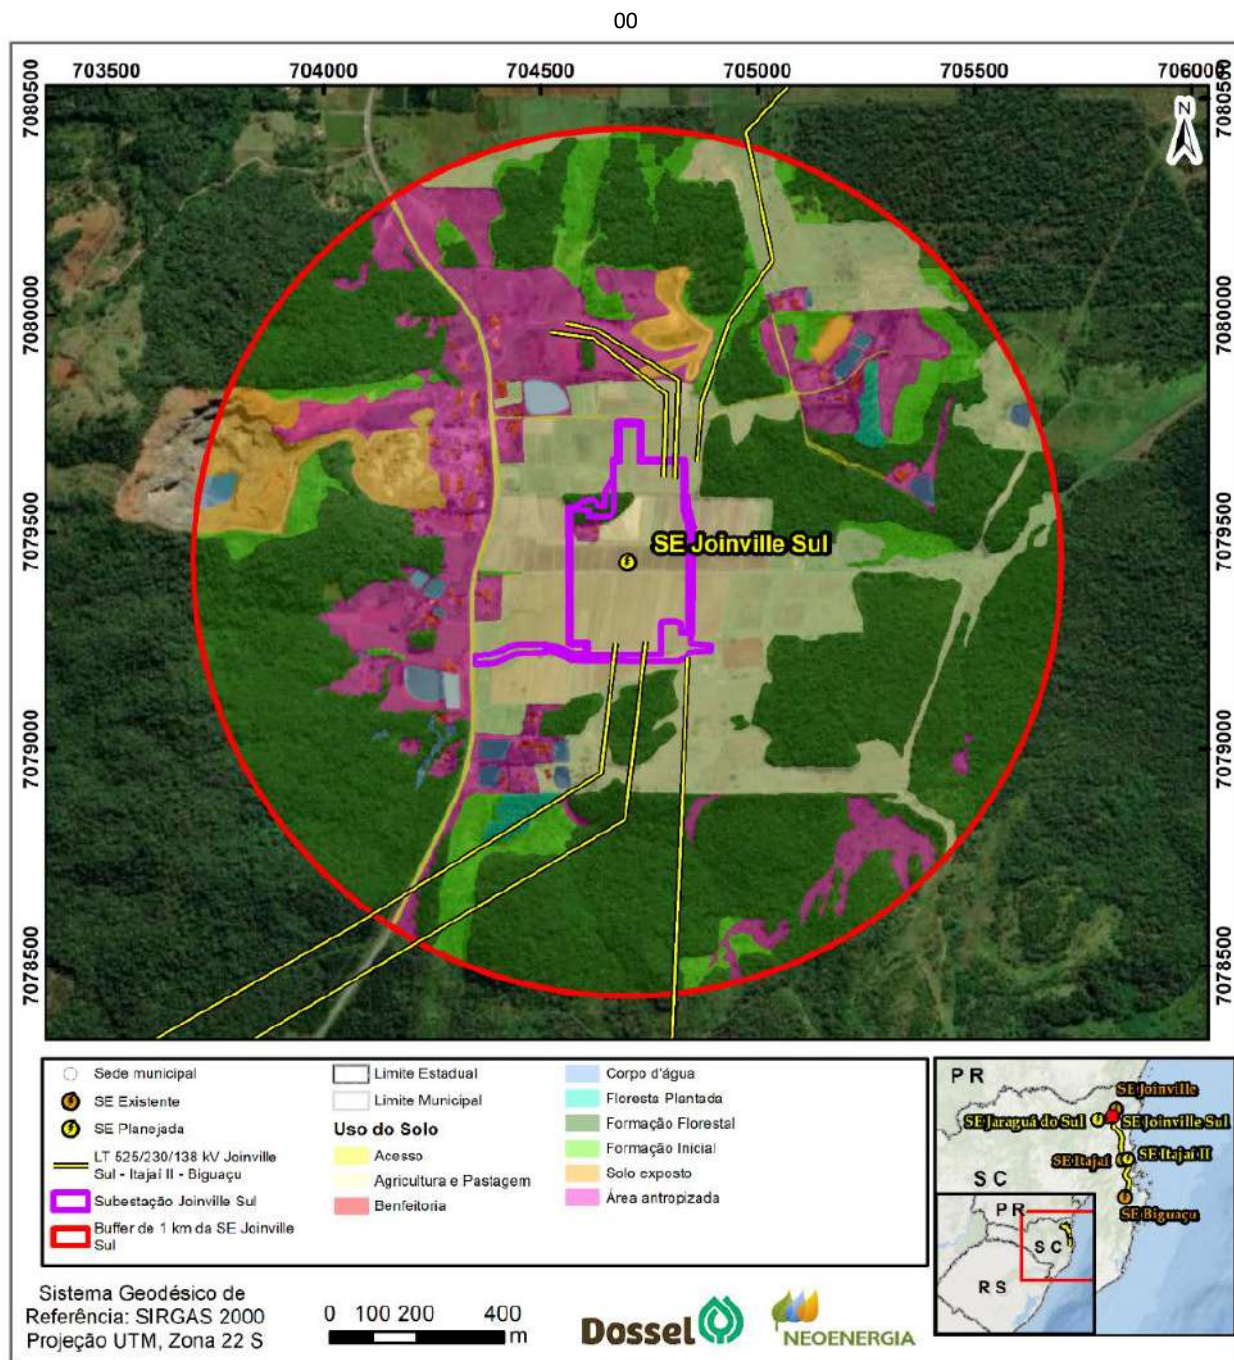 00
703500 704000 704500 705000 705500 706000
7080500 7080500
N
7080000 7080000
7079500 7079500
SE Joinville Sul
7079000 7079000
7078500 7078500
Sede municipal
SE Existente
SE Planejada
LT 525/230/138 kV Joinville
Sul - Itajaí II - Biguaçu
Subestação Joinville Sul
Buffer de 1 km da SE Joinville
Sul
Limite Estadual
Limite Municipal
Uso do Solo
Acesso
Agricultura e Pastagem
Benfeitoria
Corpo d'água
Floresta Plantada
Formação Florestal
Formação Inicial
Solo exposto
Área antropizada
PR
SE Joinville
SE Jaraguá do Sul
SE Joinville Sul
SE Itajaí
SE Itajaí II
SC
SE Biguaçu
PR
SC
RS
Sistema Geodésico de
Referência: SIRGAS 2000
Projeção UTM, Zona 22 S
0 100 200 400
m
Dossel
NEOENERGIA